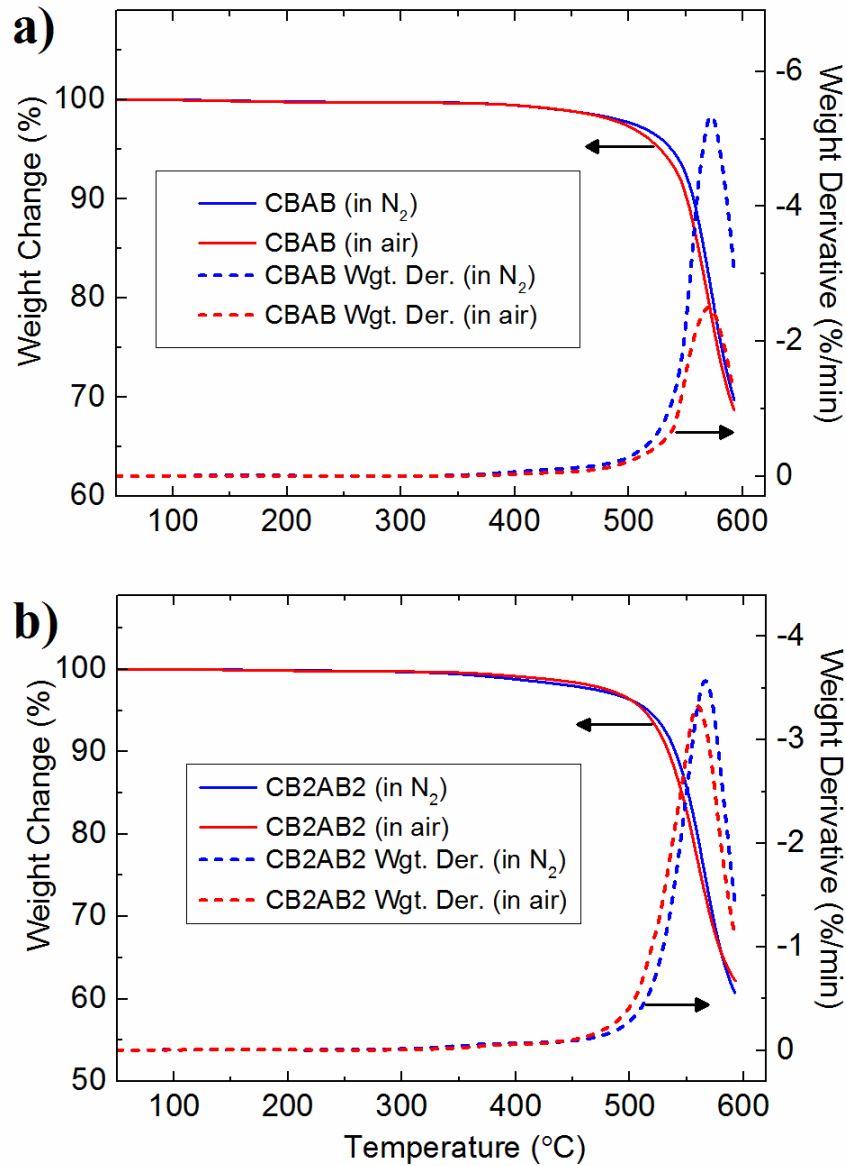 a)
Weight Change (%)
100
90
80
70
60
CBAB (in N₂)
CBAB (in air)
CBAB Wgt. Der. (in N₂)
CBAB Wgt. Der. (in air)
-6
-4
-2
0
Weight Derivative (%/min)
100 200 300 400 500 600
b)
Weight Change (%)
100
90
80
70
60
50
CB2AB2 (in N₂)
CB2AB2 (in air)
CB2AB2 Wgt. Der. (in N₂)
CB2AB2 Wgt. Der. (in air)
-4
-3
-2
-1
0
Weight Derivative (%/min)
100 200 300 400 500 600
Temperature (°C)